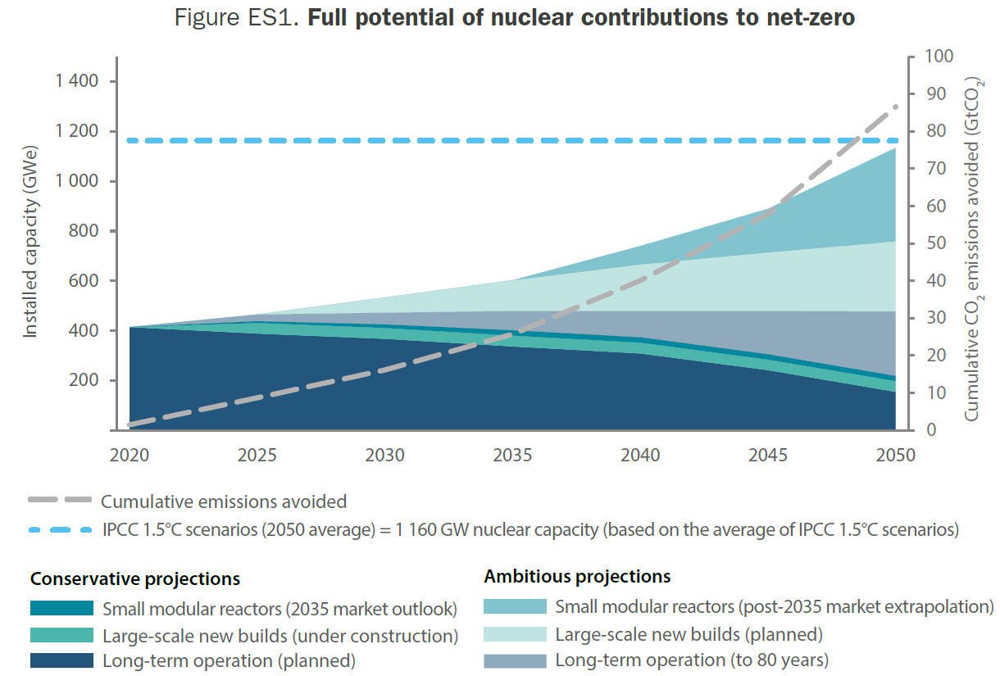 Figure ES1. Full potential of nuclear contributions to net-zero
Installed capacity (GWe)
1 400
1 200
1 000
800
600
400
200
100
90
80
70
60
50
40
30
20
10
0
Cumulative CO₂ emissions avoided (GtCO₂)
2020 2025 2030 2035 2040 2045 2050
Cumulative emissions avoided
IPCC 1.5°C scenarios (2050 average) = 1 160 GW nuclear capacity (based on the average of IPCC 1.5°C scenarios)
Conservative projections
Small modular reactors (2035 market outlook)
Large-scale new builds (under construction)
Long-term operation (planned)
Ambitious projections
Small modular reactors (post-2035 market extrapolation)
Large-scale new builds (planned)
Long-term operation (to 80 years)